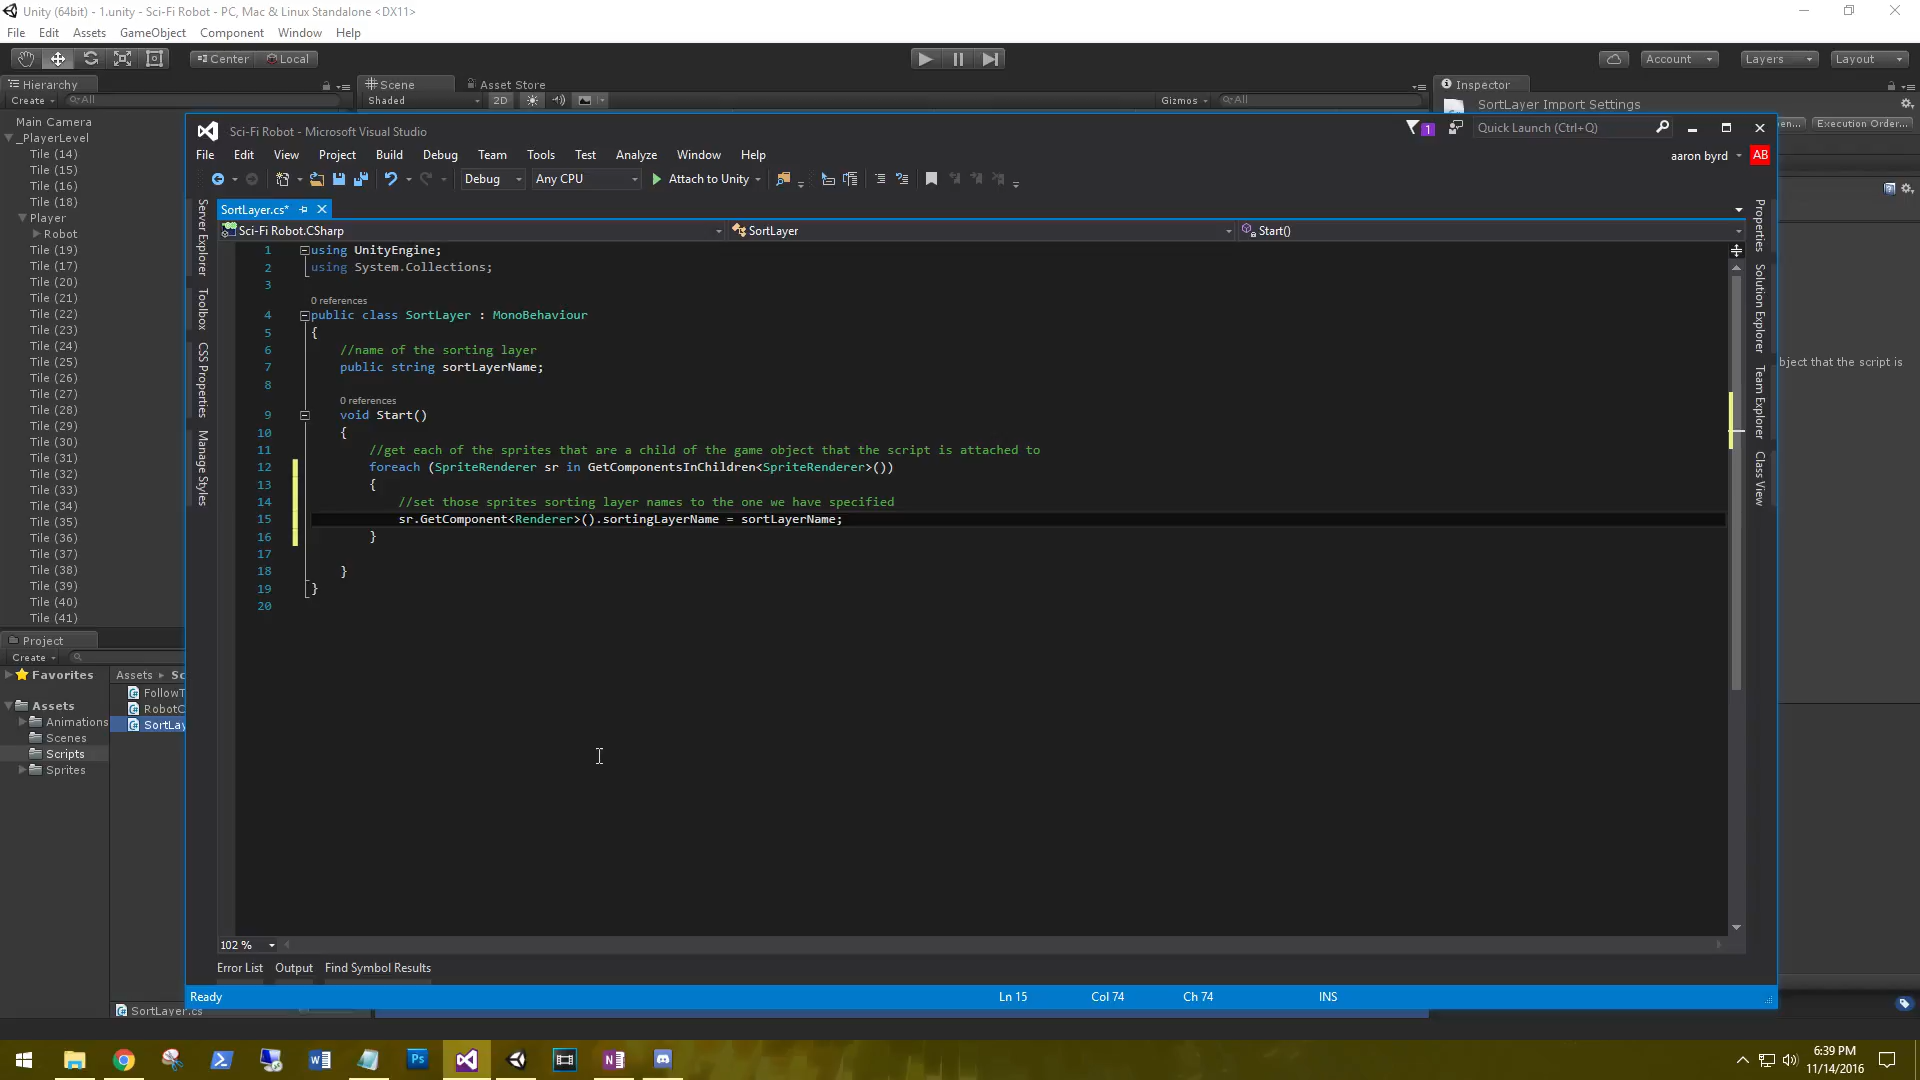 Unity (64bit) - 1.unity - Sci-Fi Robot - PC, Mac & Linux Standalone <DX11>
File Edit Assets GameObject Component Window Help
Center Local
Account Layers Layout
Hierarchy
Scene Asset Store
Inspector
Create All
Shaded 2D
Gizmos All
SortLayer Import Settings
Execution Order...
Main Camera
_PlayerLevel
Tile (14)
Tile (15)
Tile (16)
Tile (18)
Player
Robot
Tile (19)
Tile (17)
Tile (20)
Tile (21)
Tile (22)
Tile (23)
Tile (24)
Tile (25)
Tile (26)
Tile (27)
Tile (28)
Tile (29)
Tile (30)
Tile (31)
Tile (32)
Tile (33)
Tile (34)
Tile (35)
Tile (36)
Tile (37)
Tile (38)
Tile (39)
Tile (40)
Tile (41)
Project
Create
Favorites
Assets
Animations
Scenes
Scripts
Sprites
Assets Sc
FollowT
RobotC
SortLay
SortLayer.cs
bject that the script is
Sci-Fi Robot - Microsoft Visual Studio
1
Quick Launch (Ctrl+Q)
File Edit View Project Build Debug Team Tools Test Analyze Window Help
aaron byrd AB
Debug Any CPU Attach to Unity
Server Explorer
Toolbox
CSS Properties
Manage Styles
SortLayer.cs*
Sci-Fi Robot.CSharp SortLayer Start()
1 using UnityEngine;
2 using System.Collections;
3
0 references
4 public class SortLayer : MonoBehaviour
5 {
6 //name of the sorting layer
7 public string sortLayerName;
8
0 references
9 void Start()
10 {
11 //get each of the sprites that are a child of the game object that the script is attached to
12 foreach (SpriteRenderer sr in GetComponentsInChildren<SpriteRenderer>())
13 {
14 //set those sprites sorting layer names to the one we have specified
15 sr.GetComponent<Renderer>().sortingLayerName = sortLayerName;
16 }
17
18 }
19 }
20
Properties
Solution Explorer
Team Explorer
Class View
102 %
Error List Output Find Symbol Results
Ready Ln 15 Col 74 Ch 74 INS
6:39 PM
11/14/2016